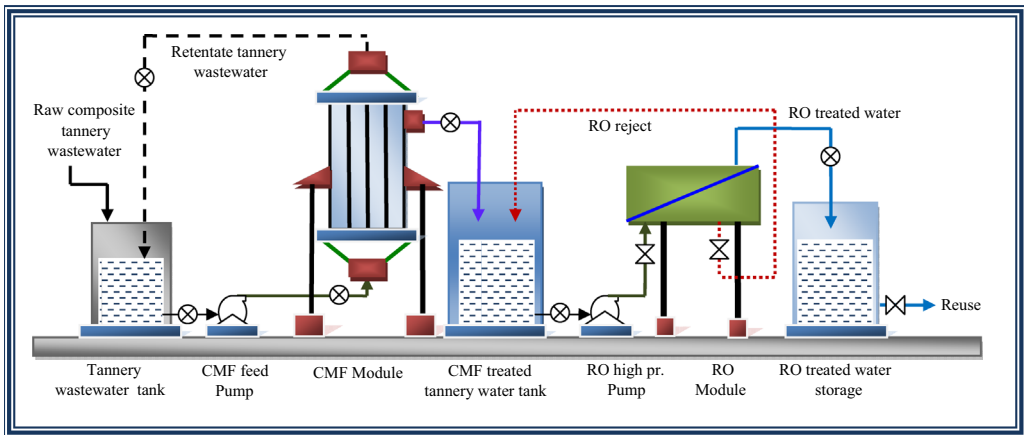 Retentate tannery
wastewater
Raw composite
tannery
wastewater
RO reject
RO treated water
Reuse
Tannery
wastewater tank
CMF feed
Pump
CMF Module
CMF treated
tannery water tank
RO high pr.
Pump
RO
Module
RO treated water
storage